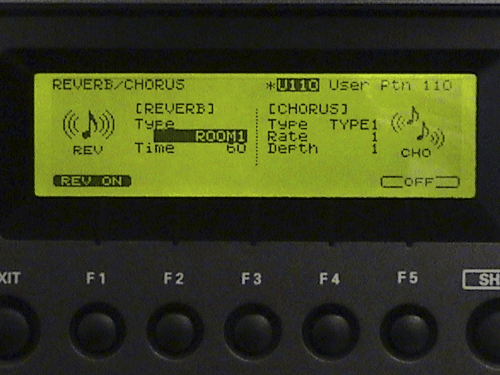 REVERB/CHORUS *U110 User Ptn 110
[REVERB] [CHORUS]
Type Type TYPE1
ROOM1 Rate 1
Time 60 Depth 1
REV CHO
REV ON OFF
EXIT F1 F2 F3 F4 F5 SH